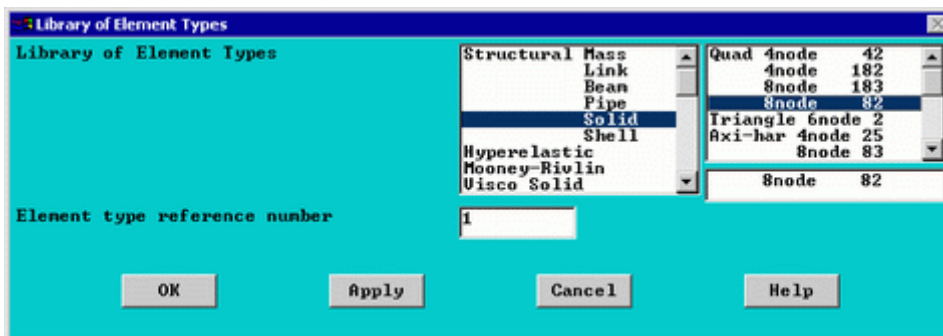 Library of Element Types
Library of Element Types
Structural Mass
Link
Beam
Pipe
Solid
Shell
Hyperelastic
Mooney-Rivlin
Visco Solid
Quad 4node 42
4node 182
8node 183
8node 82
Triangle 6node 2
Axi-har 4node 25
8node 83
8node 82
Element type reference number
1
OK
Apply
Cancel
Help